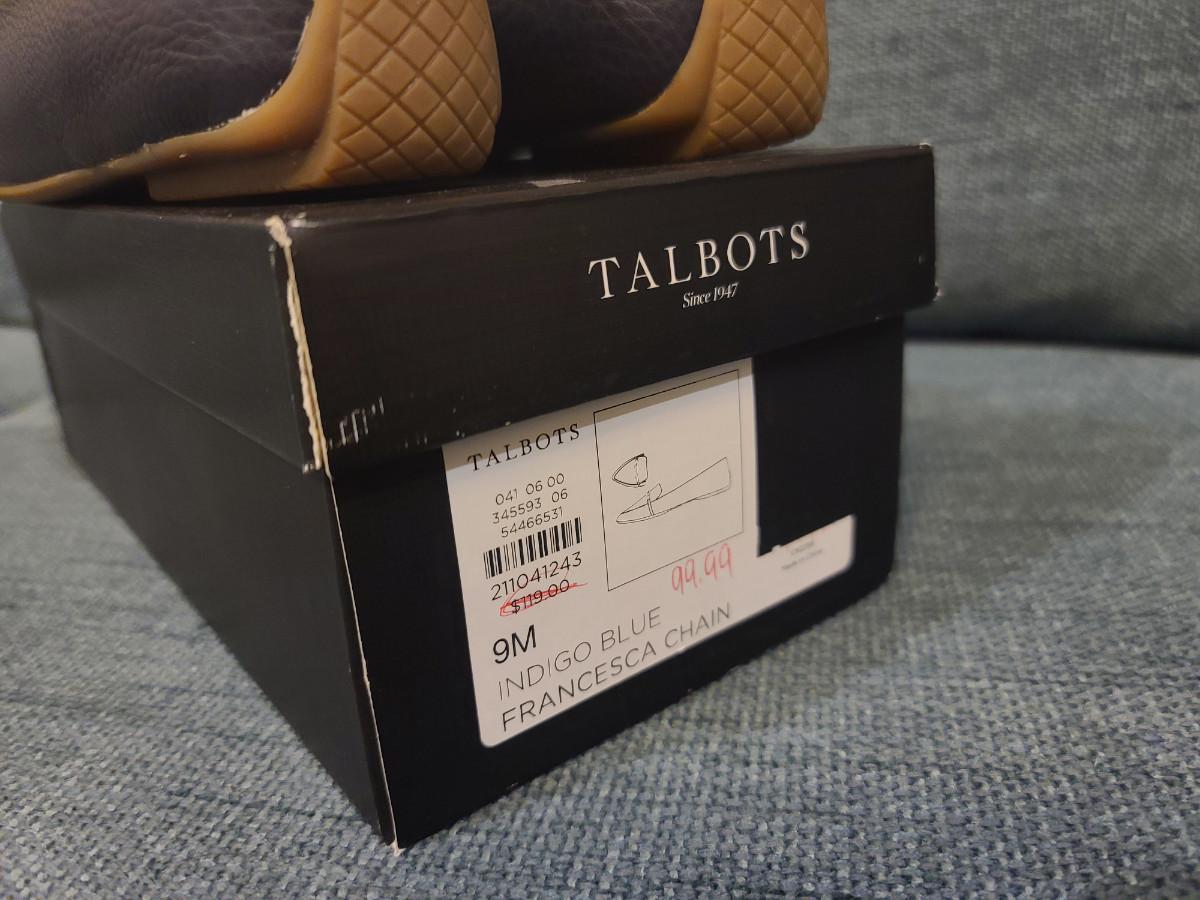 TALBOTS
Since 1947
TALBOTS
041 06 00
345593 06
54466531
211041243
$119.00
99.99
9M
INDIGO BLUE
FRANCESCA CHAIN